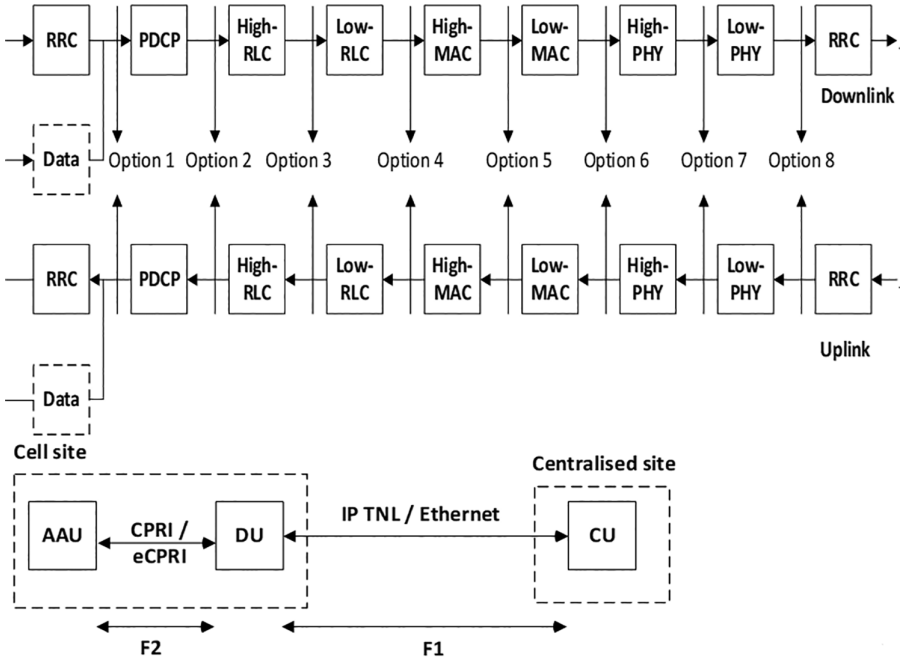 RRC PDCP High-RLC Low-RLC High-MAC Low-MAC High-PHY Low-PHY RRC
Downlink
Data Option 1 Option 2 Option 3 Option 4 Option 5 Option 6 Option 7 Option 8
RRC PDCP High-RLC Low-RLC High-MAC Low-MAC High-PHY Low-PHY RRC
Uplink
Data
Cell site
Centralised site
AAU CPRI / eCPRI DU IP TNL / Ethernet CU
F2 F1